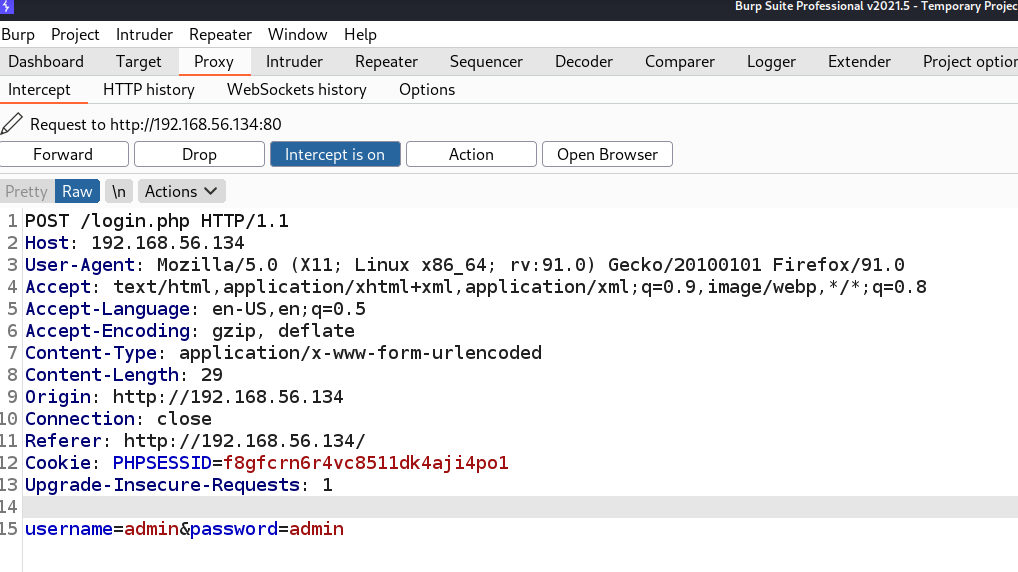 Burp Suite Professional v2021.5 - Temporary Projec
Burp Project Intruder Repeater Window Help
Dashboard Target Proxy Intruder Repeater Sequencer Decoder Comparer Logger Extender Project option
Intercept HTTP history WebSockets history Options
Request to http://192.168.56.134:80
Forward Drop Intercept is on Action Open Browser
Pretty Raw \n Actions
1 POST /login.php HTTP/1.1
2 Host: 192.168.56.134
3 User-Agent: Mozilla/5.0 (X11; Linux x86_64; rv:91.0) Gecko/20100101 Firefox/91.0
4 Accept: text/html,application/xhtml+xml,application/xml;q=0.9,image/webp,*/*;q=0.8
5 Accept-Language: en-US,en;q=0.5
6 Accept-Encoding: gzip, deflate
7 Content-Type: application/x-www-form-urlencoded
8 Content-Length: 29
9 Origin: http://192.168.56.134
10 Connection: close
11 Referer: http://192.168.56.134/
12 Cookie: PHPSESSID=f8gfcrn6r4vc8511dk4aji4po1
13 Upgrade-Insecure-Requests: 1
14
15 username=admin&password=admin